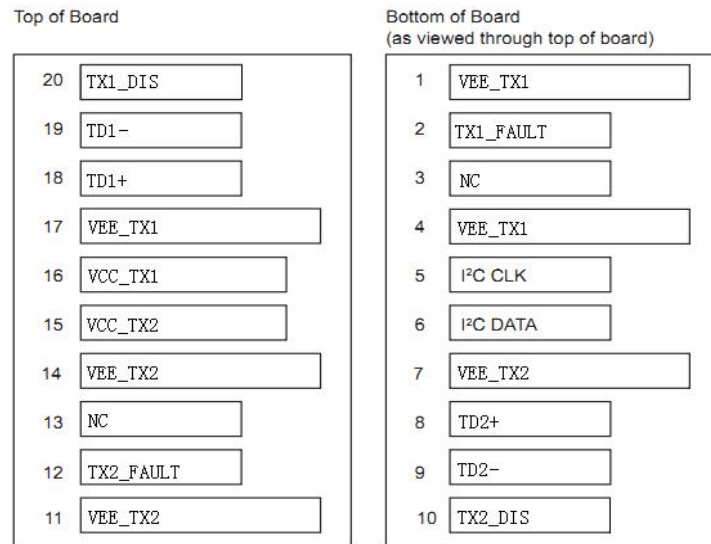 Top of Board
20 TX1_DIS
19 TD1-
18 TD1+
17 VEE_TX1
16 VCC_TX1
15 VCC_TX2
14 VEE_TX2
13 NC
12 TX2_FAULT
11 VEE_TX2
Bottom of Board
(as viewed through top of board)
1 VEE_TX1
2 TX1_FAULT
3 NC
4 VEE_TX1
5 I²C CLK
6 I²C DATA
7 VEE_TX2
8 TD2+
9 TD2-
10 TX2_DIS